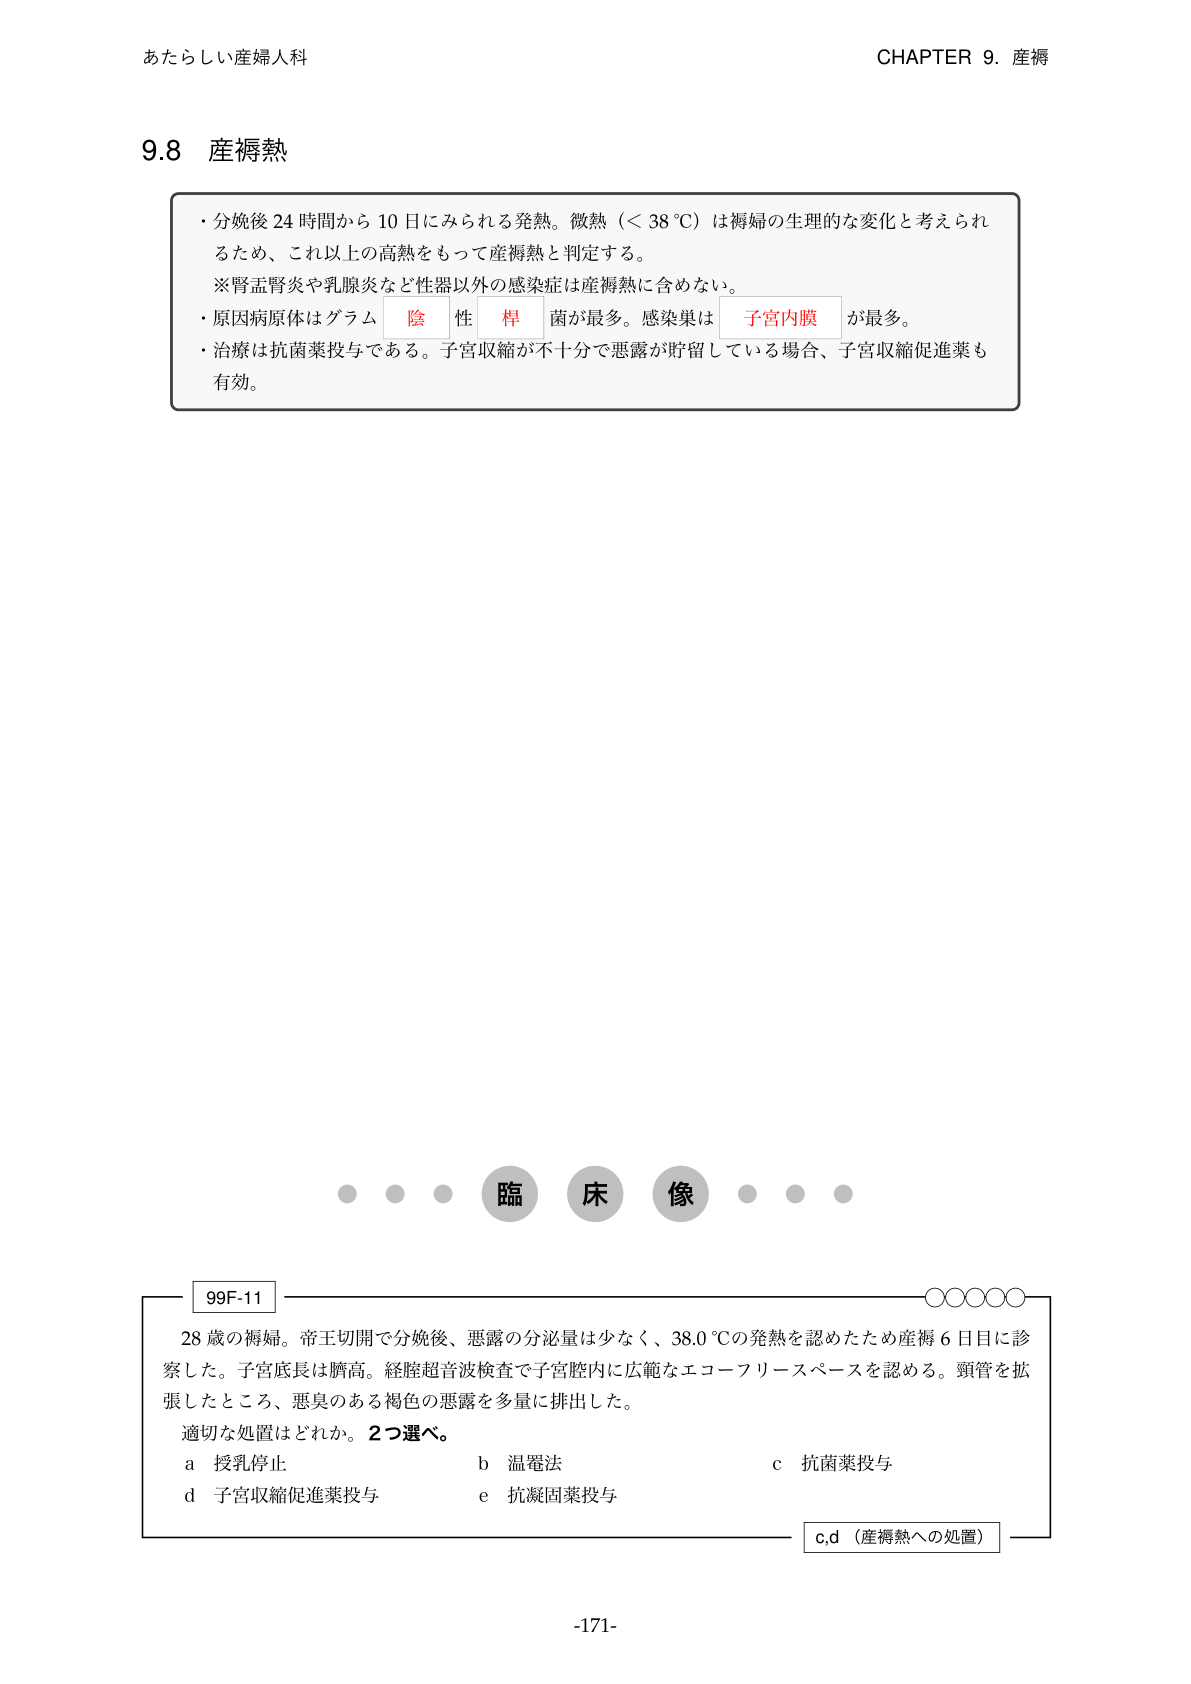 あたらしい産婦人科
CHAPTER 9. 産褥
9.8 産褥熱
・分娩後 24 時間から 10 日にみられる発熱。微熱（< 38 ℃）は褥婦の生理的な変化と考えられ
るため、これ以上の高熱をもって産褥熱と判定する。
※腎盂腎炎や乳腺炎など性器以外の感染症は産褥熱に含めない。
・原因病原体はグラム 陰 性 桿 菌が最多。感染巣は 子宮内膜 が最多。
・治療は抗菌薬投与である。子宮収縮が不十分で悪露が貯留している場合、子宮収縮促進薬も
有効。
臨 床 像
99F-11
28 歳の褥婦。帝王切開で分娩後、悪露の分泌量は少なく、38.0 ℃の発熱を認めたため産褥 6 日目に診
察した。子宮底長は臍高。経腟超音波検査で子宮腔内に広範なエコーフリースペースを認める。頸管を拡
張したところ、悪臭のある褐色の悪露を多量に排出した。
適切な処置はどれか。2つ選べ。
a 授乳停止 b 温罨法 c 抗菌薬投与
d 子宮収縮促進薬投与 e 抗凝固薬投与
c,d （産褥熱への処置）
-171-